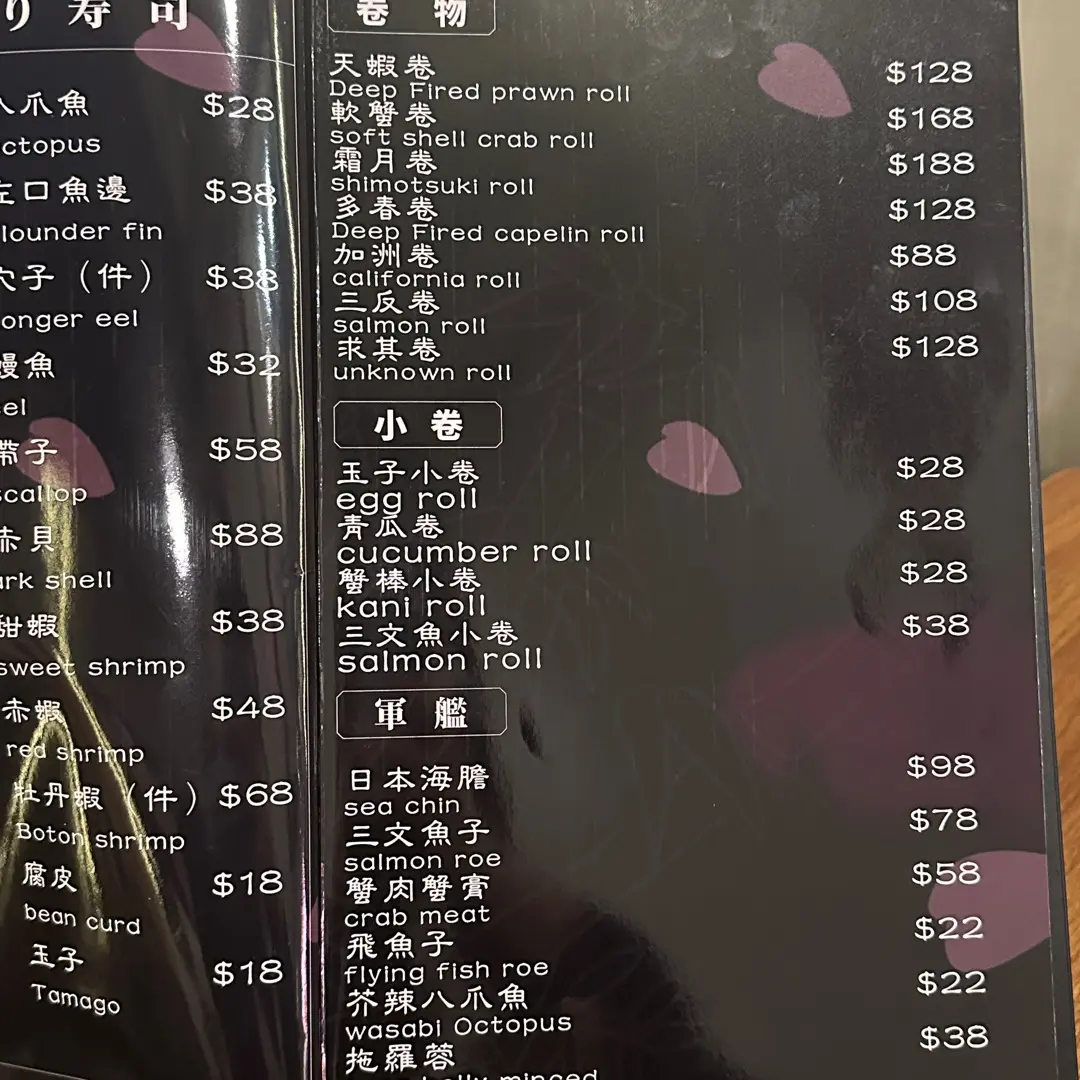 り 寿 司
爪魚 $28
ctopus
左口魚邊 $38
lounder fin
穴子（件） $38
onger eel
鰻魚 $32
eel
帶子 $58
scallop
赤貝 $88
ark shell
甜蝦 $38
sweet shrimp
赤蝦 $48
red shrimp
牡丹蝦（件） $68
Boton shrimp
腐皮 $18
bean curd
玉子 $18
Tamago
卷 物
天蝦卷 $128
Deep Fired prawn roll
軟蟹卷 $168
soft shell crab roll
霜月卷 $188
shimotsuki roll
多春卷 $128
Deep Fired capelin roll
加洲卷 $88
california roll
三反卷 $108
salmon roll
求其卷 $128
unknown roll
小 卷
玉子小卷 $28
egg roll
青瓜卷 $28
cucumber roll
蟹棒小卷 $28
kani roll
三文魚小卷 $38
salmon roll
軍 艦
日本海膽 $98
sea chin
三文魚子 $78
salmon roe
蟹肉蟹膏 $58
crab meat
飛魚子 $22
flying fish roe
芥辣八爪魚 $22
wasabi Octopus
拖羅蓉 $38
minced